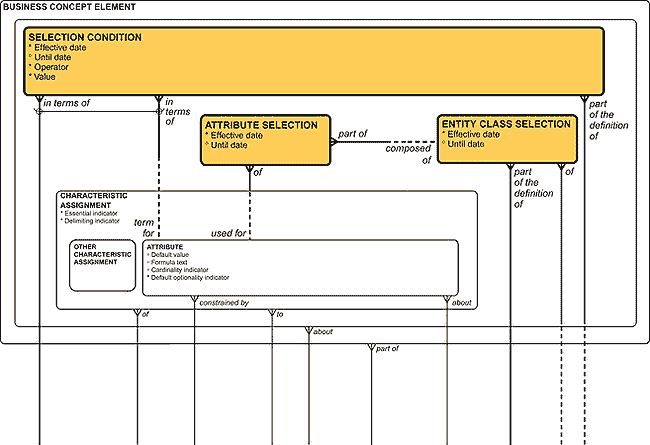 BUSINESS CONCEPT ELEMENT
SELECTION CONDITION
* Effective date
○ Until date
* Operator
* Value
in terms of
in
terms
of
part
of the
definition
of
ATTRIBUTE SELECTION
* Effective date
○ Until date
part of
composed
of
ENTITY CLASS SELECTION
* Effective date
○ Until date
of
part
of the
definition
of
of
CHARACTERISTIC
ASSIGNMENT
* Essential indicator
* Delimiting indicator
term
for
used for
OTHER
CHARACTERISTIC
ASSIGNMENT
ATTRIBUTE
○ Default value
○ Formula text
○ Cardinality indicator
* Default optionality indicator
constrained by
about
of
to
about
part of